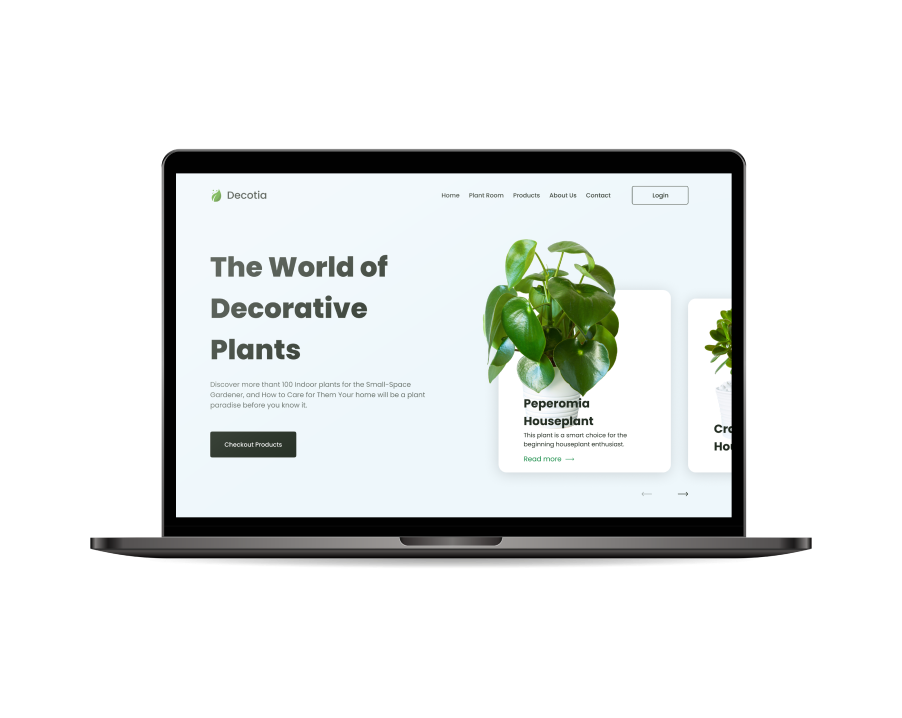 Decotia
Home Plant Room Products About Us Contact Login
The World of
Decorative
Plants
Discover more thant 100 Indoor plants for the Small-Space
Gardener, and How to Care for Them Your home will be a plant
paradise before you know it.
Checkout Products
Peperomia
Houseplant
This plant is a smart choice for the
beginning houseplant enthusiast.
Read more